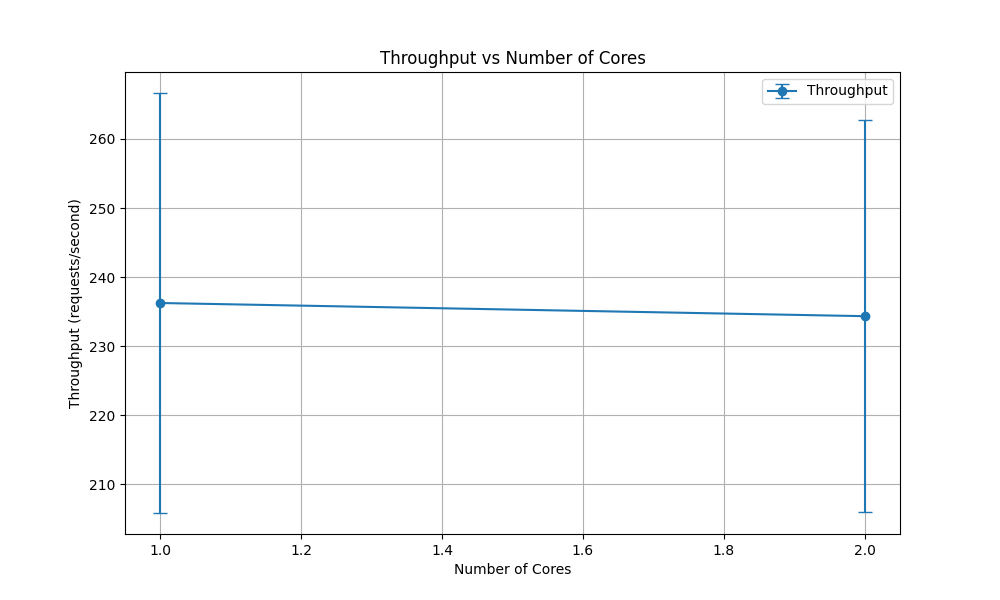 Throughput vs Number of Cores
Throughput
Throughput (requests/second)
260
250
240
230
220
210
1.0 1.2 1.4 1.6 1.8 2.0
Number of Cores